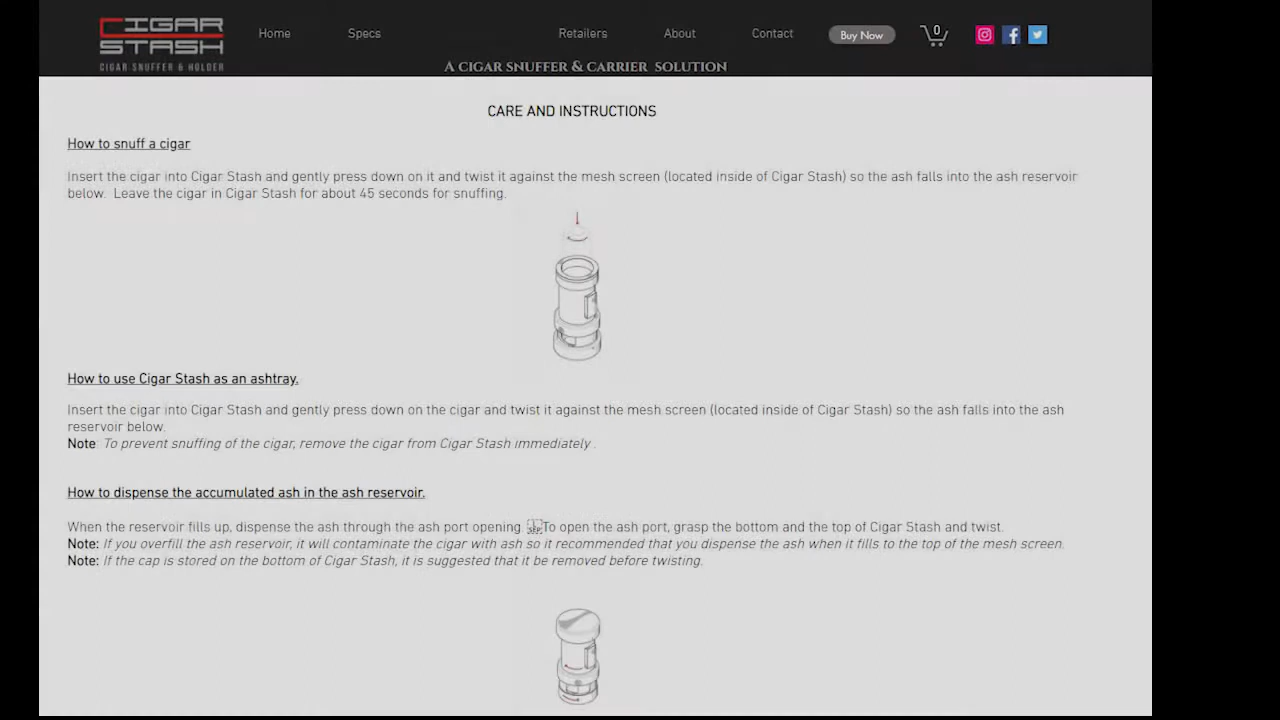 CIGAR
STASH
CIGAR SNUFFER & HOLDER
Home Specs Retailers About Contact Buy Now 0
A CIGAR SNUFFER & CARRIER SOLUTION
CARE AND INSTRUCTIONS
How to snuff a cigar
Insert the cigar into Cigar Stash and gently press down on it and twist it against the mesh screen (located inside of Cigar Stash) so the ash falls into the ash reservoir
below. Leave the cigar in Cigar Stash for about 45 seconds for snuffing.
How to use Cigar Stash as an ashtray.
Insert the cigar into Cigar Stash and gently press down on the cigar and twist it against the mesh screen (located inside of Cigar Stash) so the ash falls into the ash
reservoir below.
Note: To prevent snuffing of the cigar, remove the cigar from Cigar Stash immediately .
How to dispense the accumulated ash in the ash reservoir.
When the reservoir fills up, dispense the ash through the ash port opening. To open the ash port, grasp the bottom and the top of Cigar Stash and twist.
Note: If you overfill the ash reservoir, it will contaminate the cigar with ash so it recommended that you dispense the ash when it fills to the top of the mesh screen.
Note: If the cap is stored on the bottom of Cigar Stash, it is suggested that it be removed before twisting.